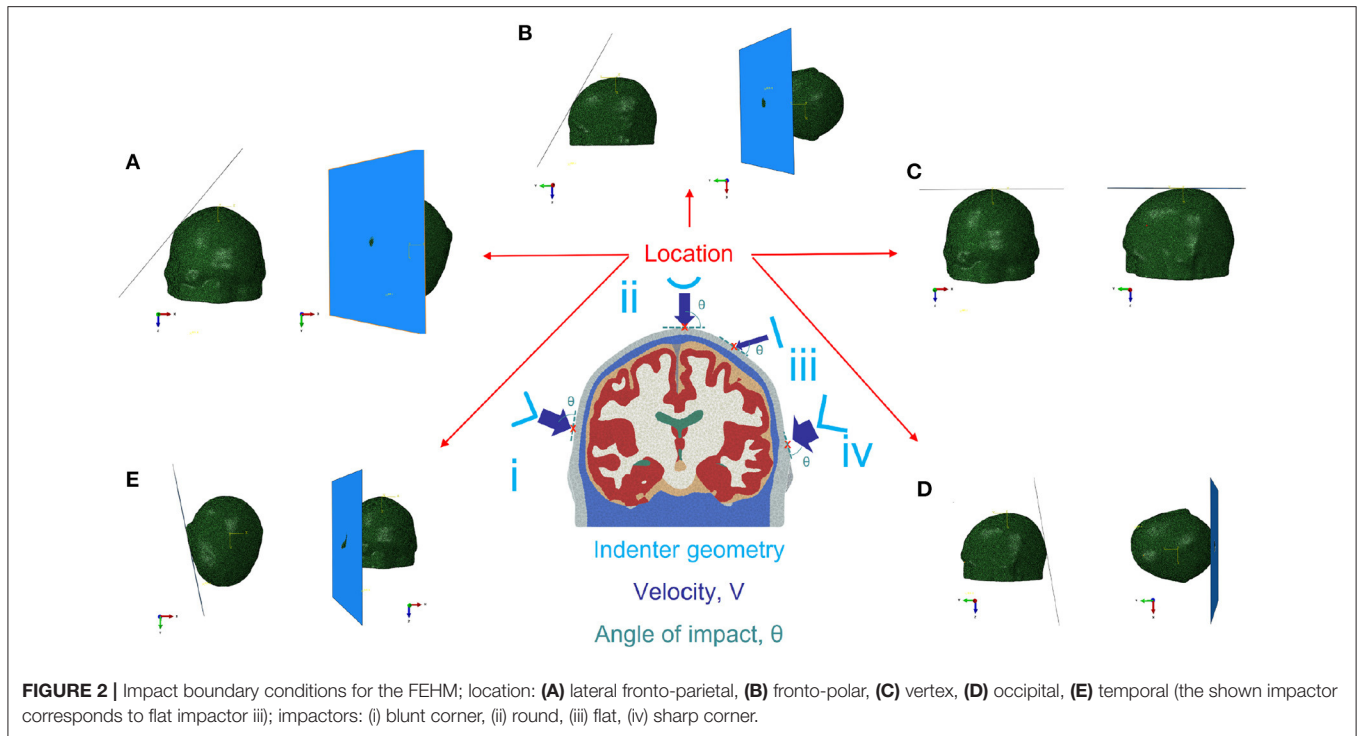 B
A
C
Location
ii
θ
iii
θ
θ
i
iv
θ
E
D
Indenter geometry
Velocity, V
Angle of impact, θ
FIGURE 2 | Impact boundary conditions for the FEHM; location: (A) lateral fronto-parietal, (B) fronto-polar, (C) vertex, (D) occipital, (E) temporal (the shown impactor
corresponds to flat impactor iii); impactors: (i) blunt corner, (ii) round, (iii) flat, (iv) sharp corner.